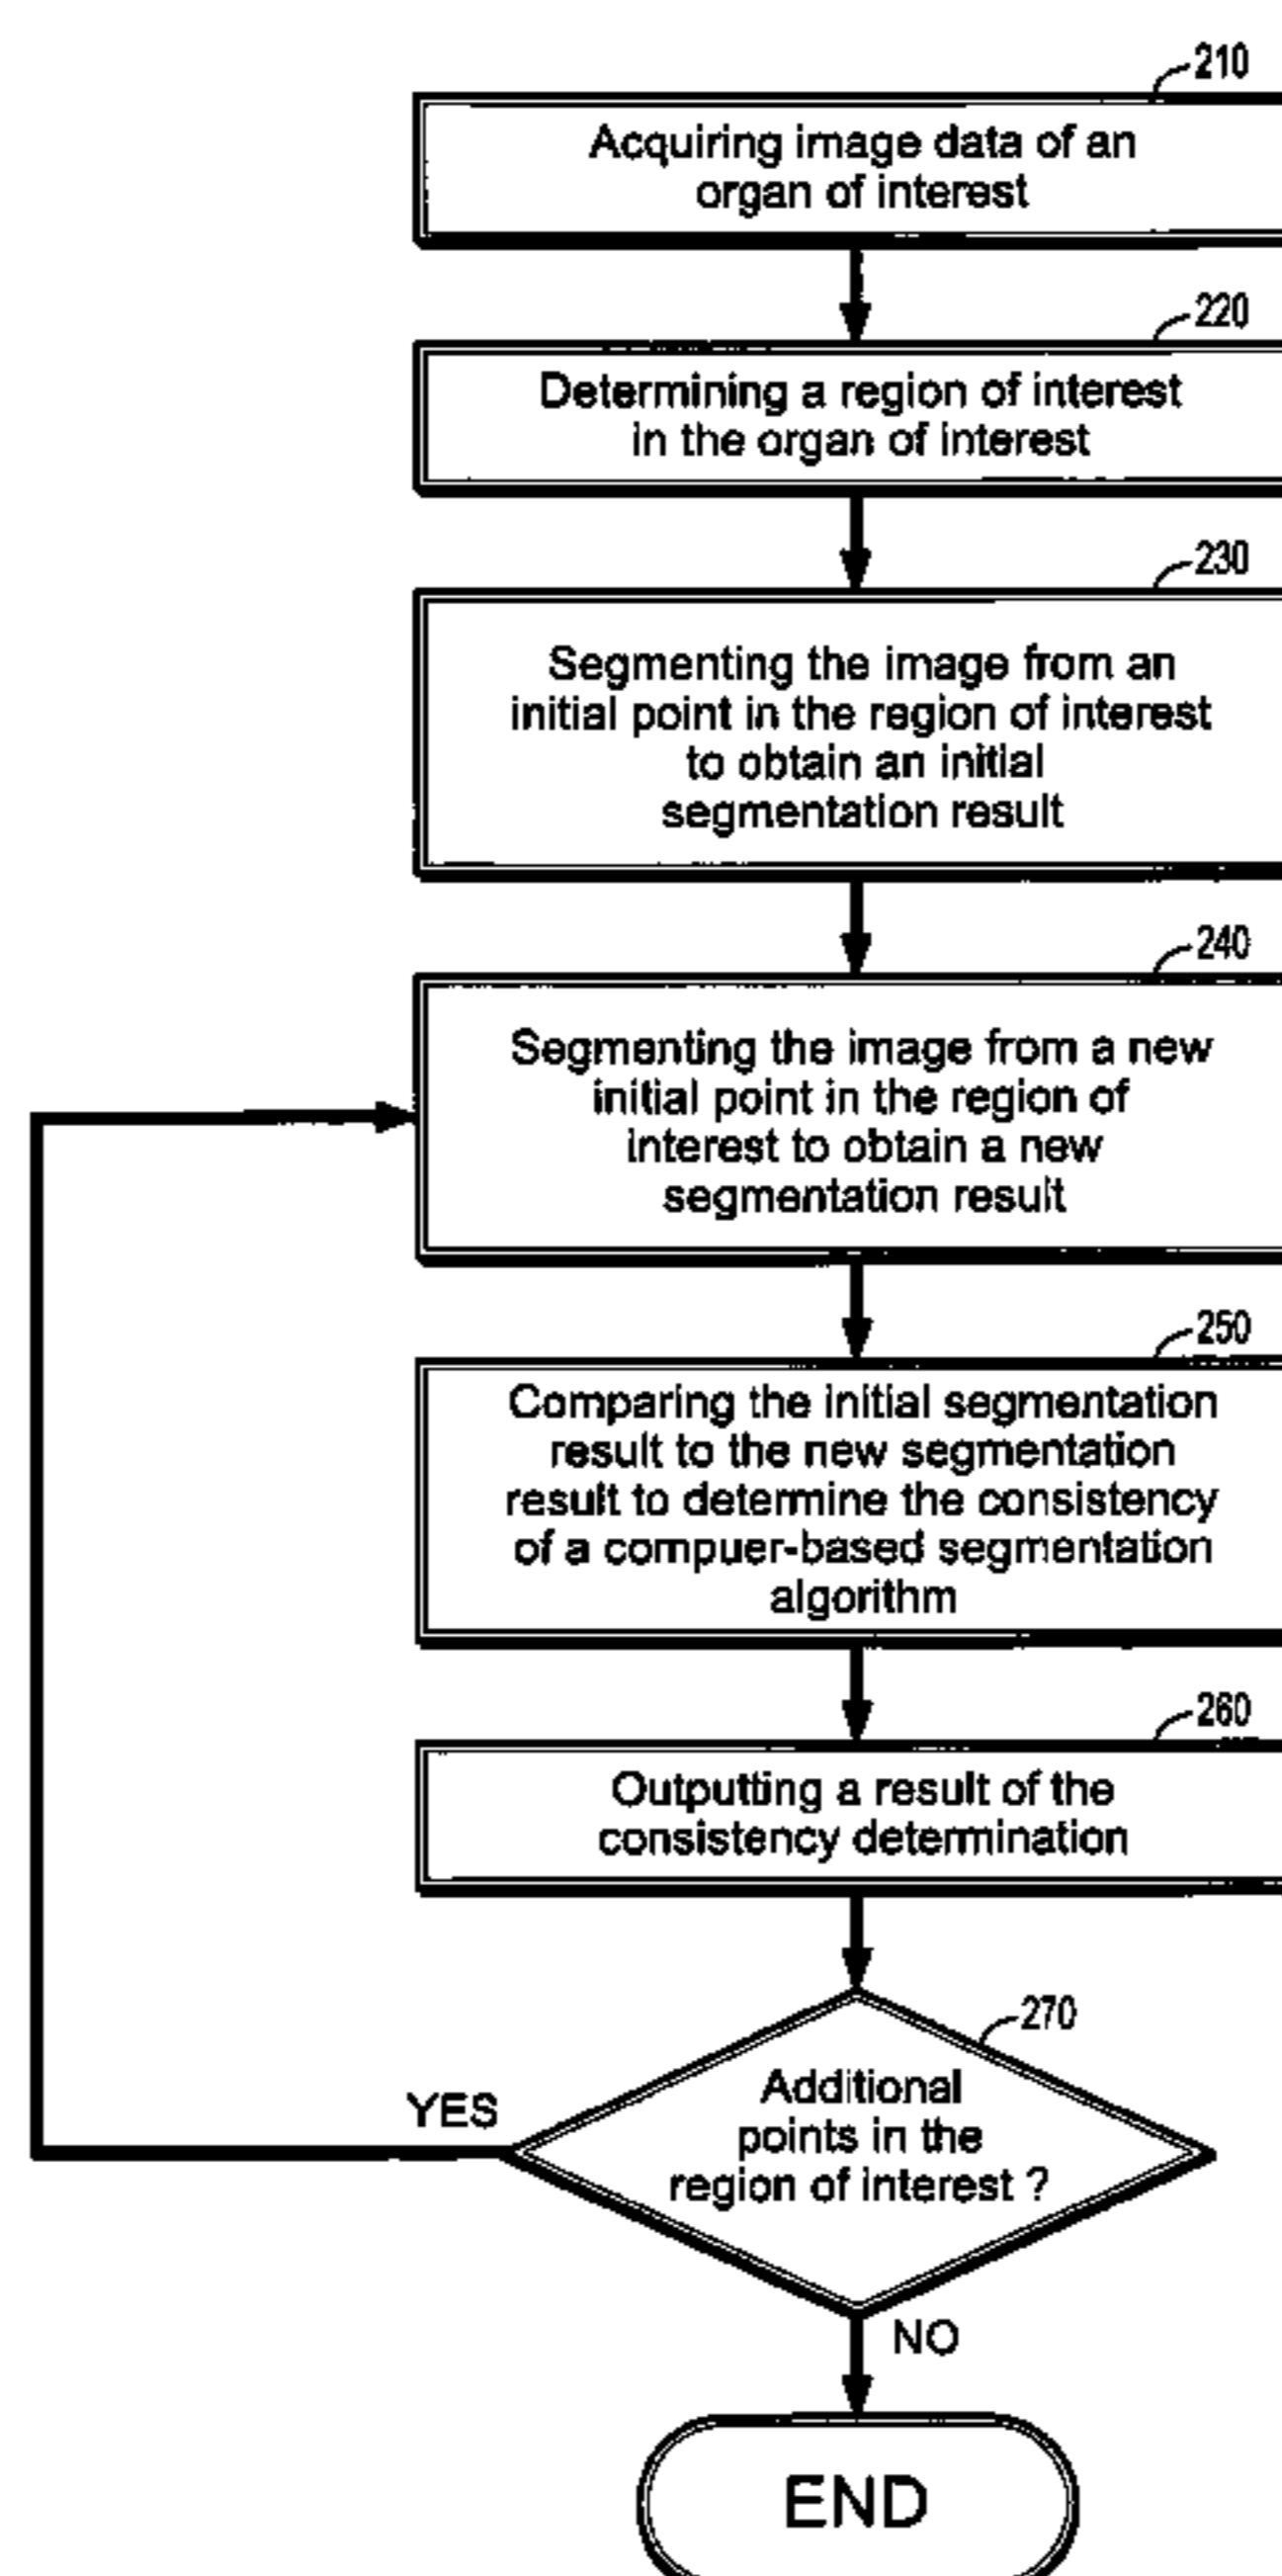 210
Acquiring image data of an
organ of interest
220
Determining a region of interest
in the organ of interest
230
Segmenting the image from an
initial point in the region of interest
to obtain an initial
segmentation result
240
Segmenting the image from a new
initial point in the region of
interest to obtain a new
segmentation result
250
Comparing the initial segmentation
result to the new segmentation
result to determine the consistency
of a compuer-based segmentation
algorithm
260
Outputting a result of the
consistency determination
270
Additional
points in the
region of interest ?
YES
NO
END